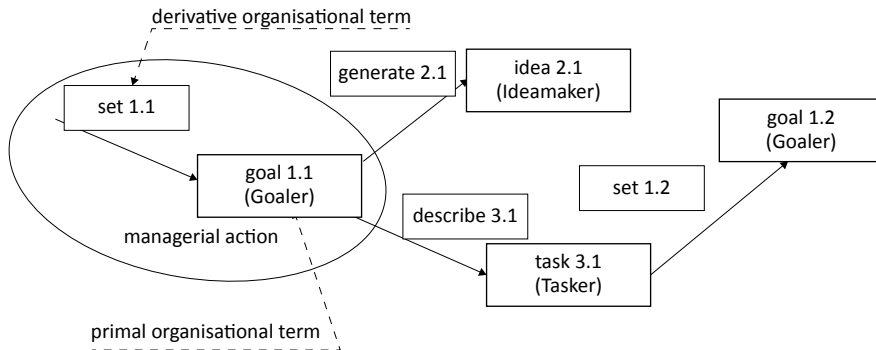 derivative organisational term
generate 2.1
idea 2.1
(Ideamaker)
set 1.1
goal 1.2
(Goaler)
goal 1.1
(Goaler)
set 1.2
describe 3.1
managerial action
task 3.1
(Tasker)
primal organisational term